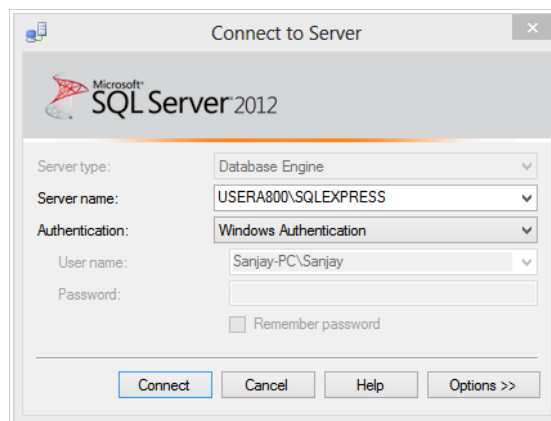 Connect to Server
Microsoft®
SQL Server® 2012
Server type: Database Engine
Server name: USERA800\SQLEXPRESS
Authentication: Windows Authentication
User name: Sanjay-PC\Sanjay
Password:
Remember password
Connect Cancel Help Options >>